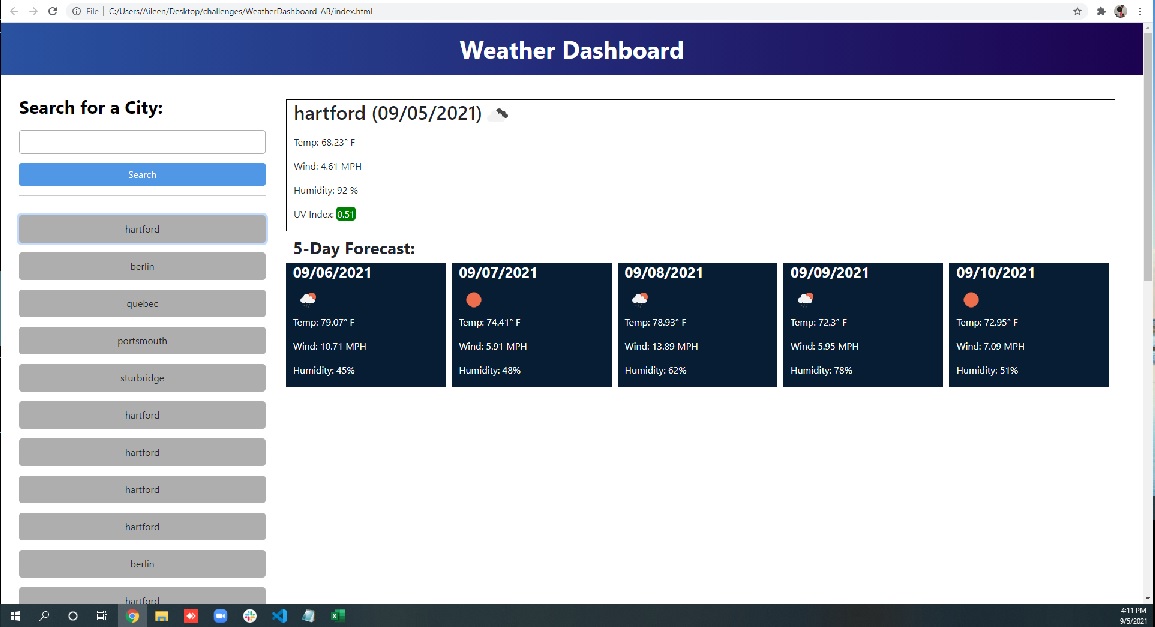 File | C:/Users/Aileen/Desktop/challenges/WeatherDashboard_AB/index.html
Weather Dashboard
Search for a City:
Search
hartford
berlin
quebec
portsmouth
sturbridge
hartford
hartford
hartford
hartford
berlin
hartford
hartford (09/05/2021)
Temp: 68.23° F
Wind: 4.61 MPH
Humidity: 92 %
UV Index: 0.51
5-Day Forecast:
09/06/2021
Temp: 79.07° F
Wind: 10.71 MPH
Humidity: 45%
09/07/2021
Temp: 74.41° F
Wind: 5.91 MPH
Humidity: 48%
09/08/2021
Temp: 78.93° F
Wind: 13.89 MPH
Humidity: 62%
09/09/2021
Temp: 72.3° F
Wind: 5.95 MPH
Humidity: 78%
09/10/2021
Temp: 72.95° F
Wind: 7.09 MPH
Humidity: 51%
4:11 PM
9/5/2021